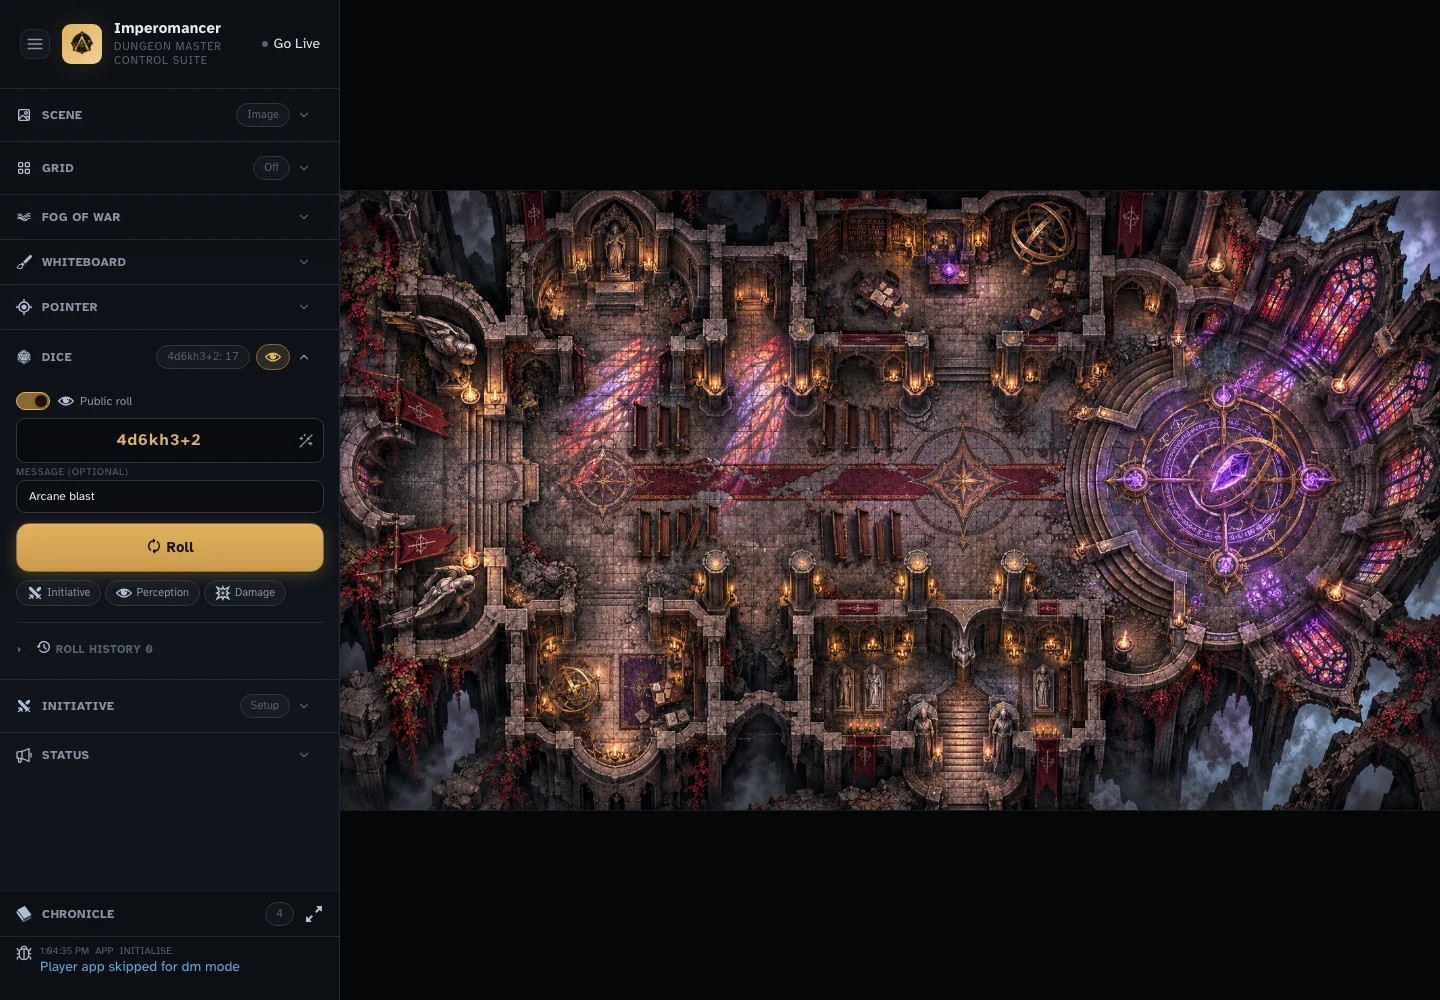 Imperomancer
DUNGEON MASTER
CONTROL SUITE
Go Live
SCENE
Image
GRID
Off
FOG OF WAR
WHITEBOARD
POINTER
DICE
4d6kh3+2: 17
Public roll
4d6kh3+2
MESSAGE (OPTIONAL)
Arcane blast
Roll
Initiative
Perception
Damage
ROLL HISTORY 0
INITIATIVE
Setup
STATUS
CHRONICLE
4
1:04:35 PM APP INITIALISE
Player app skipped for dm mode